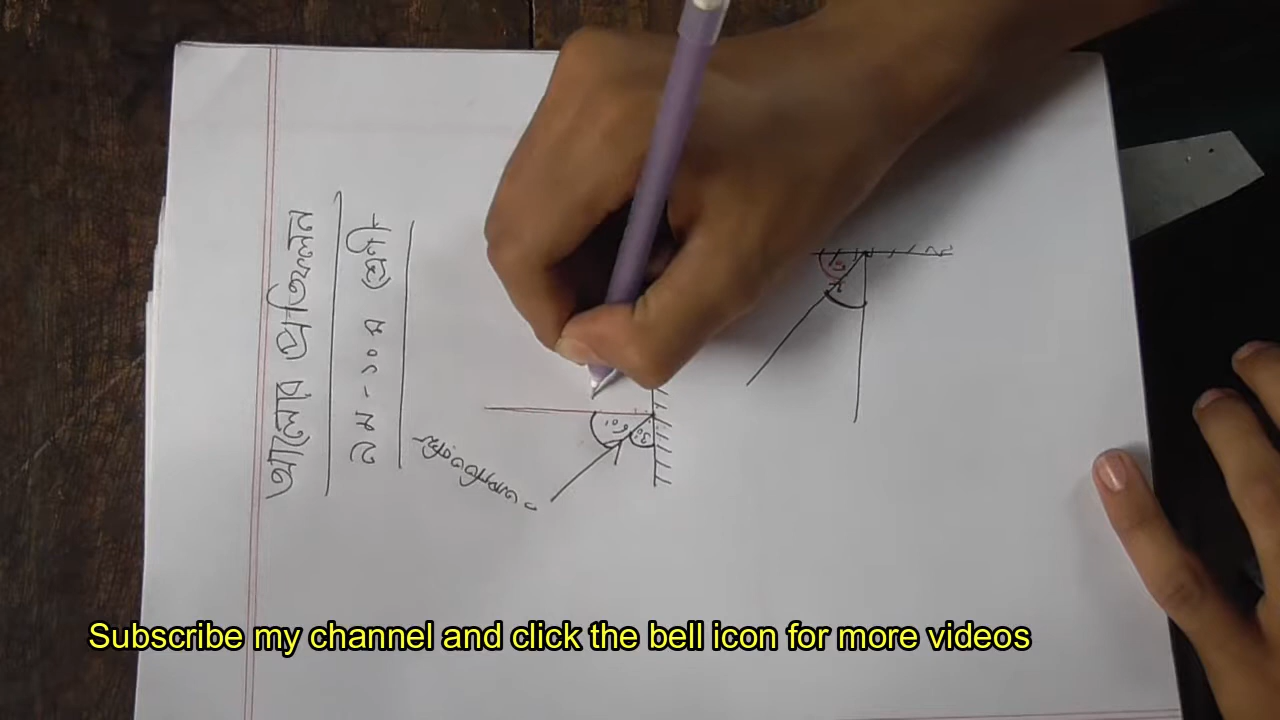 আলোর প্রতিফলন
৯ম - ১০ম শ্রেণি
Subscribe my channel and click the bell icon for more videos